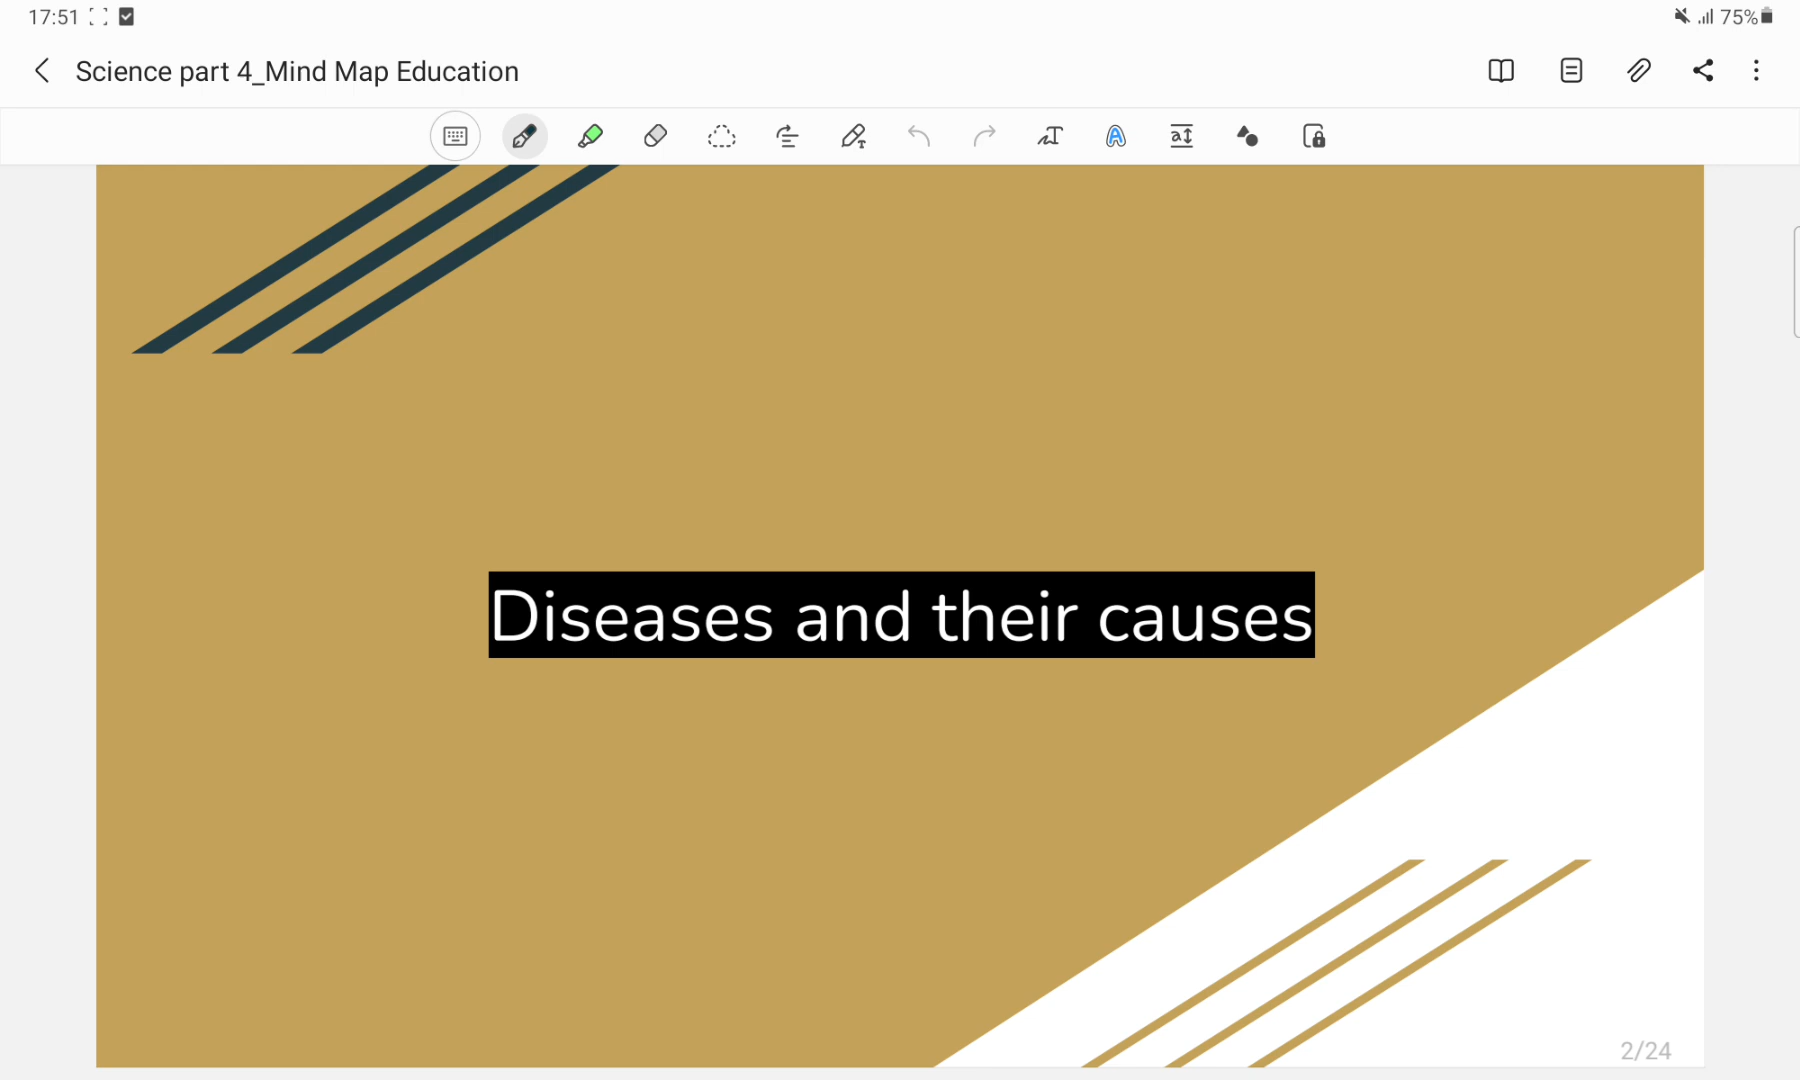 17:51
75%
Science part 4_Mind Map Education
Diseases and their causes
2/24